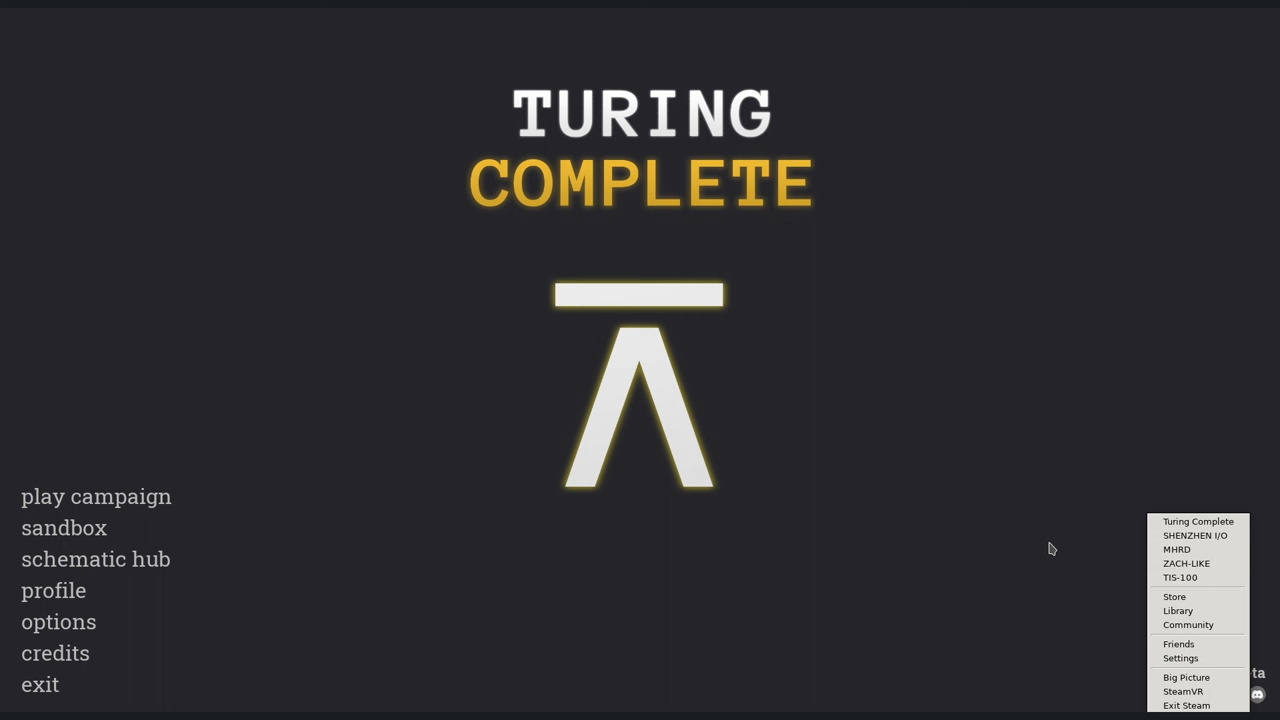 TURING
COMPLETE
play campaign
sandbox
schematic hub
profile
options
credits
exit
Turing Complete
SHENZHEN I/O
MHRD
ZACH-LIKE
TIS-100
Store
Library
Community
Friends
Settings
Big Picture
SteamVR
Exit Steam
ta